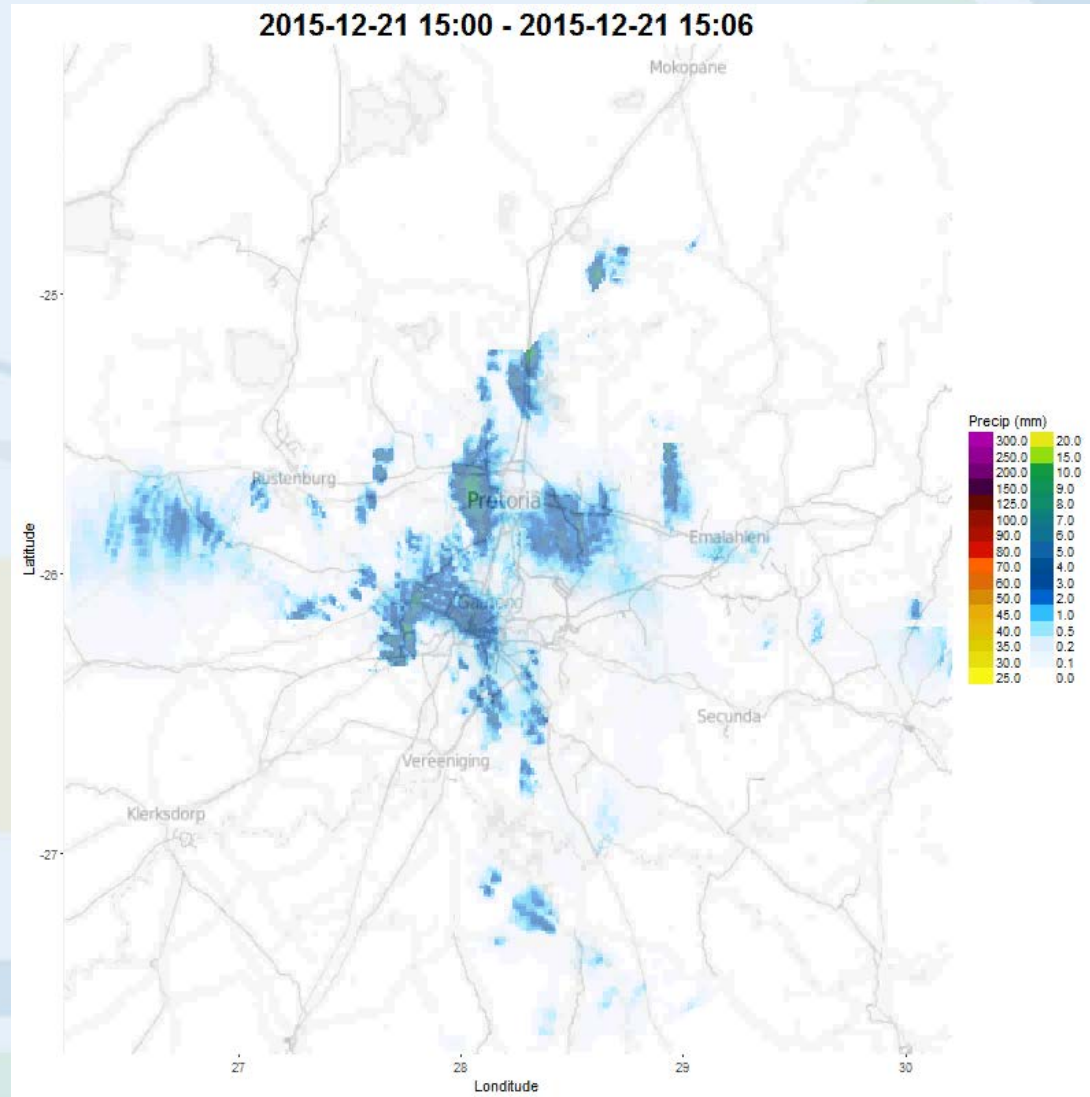 2015-12-21 15:00 - 2015-12-21 15:06
Mokopane
-25
Precip (mm)
300.0 20.0
250.0 15.0
200.0 10.0
150.0 9.0
125.0 8.0
100.0 7.0
90.0 6.0
80.0 5.0
70.0 4.0
60.0 3.0
50.0 2.0
45.0 1.0
40.0 0.5
35.0 0.2
30.0 0.1
25.0 0.0
Rustenburg
Pretoria
Emalahleni
Latitude
-26
Gauteng
Secunda
Vereeniging
Klerksdorp
-27
27 28 29 30
Londitude